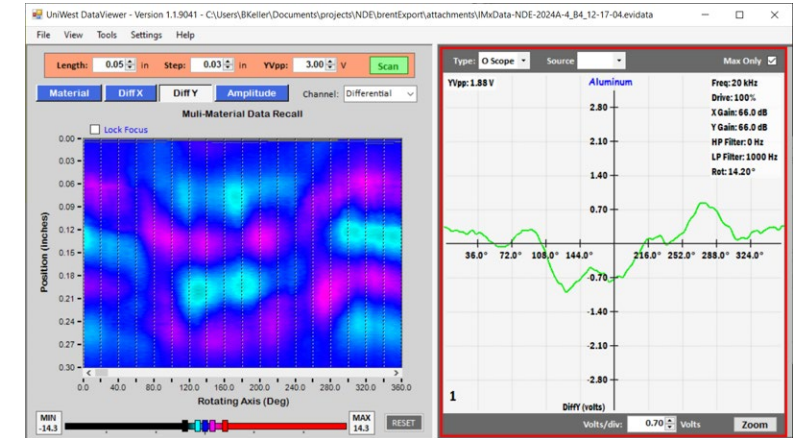 UniWest DataViewer - Version 1.1.9041 - C:\Users\BKeller\Documents\projects\NDE\brentExport\attachments\IMxData-NDE-2024A-4_B4_12-17-04.evidata
File View Tools Settings Help
Length: 0.05 in Step: 0.03 in YVpp: 3.00 V Scan
Material DiffX DiffY Amplitude Channel: Differential
Muli-Material Data Recall
Lock Focus
Position (inches)
0.00
0.03
0.06
0.09
0.12
0.15
0.18
0.21
0.24
0.27
0.30
0.0 40.0 80.0 120.0 160.0 200.0 240.0 280.0 320.0 360.0
Rotating Axis (Deg)
MIN
-14.3
MAX
14.3
RESET
Type: O Scope Source Max Only
YVpp: 1.88 V
Aluminum
Freq: 20 kHz
Drive: 100%
X Gain: 66.0 dB
Y Gain: 66.0 dB
HP Filter: 0 Hz
LP Filter: 1000 Hz
Rot: 14.20°
2.80
2.10
1.40
0.70
36.0° 72.0° 108.0° 144.0° 216.0° 252.0° 288.0° 324.0°
-0.70
-1.40
-2.10
-2.80
1
DiffY (volts)
Volts/div: 0.70 Volts Zoom